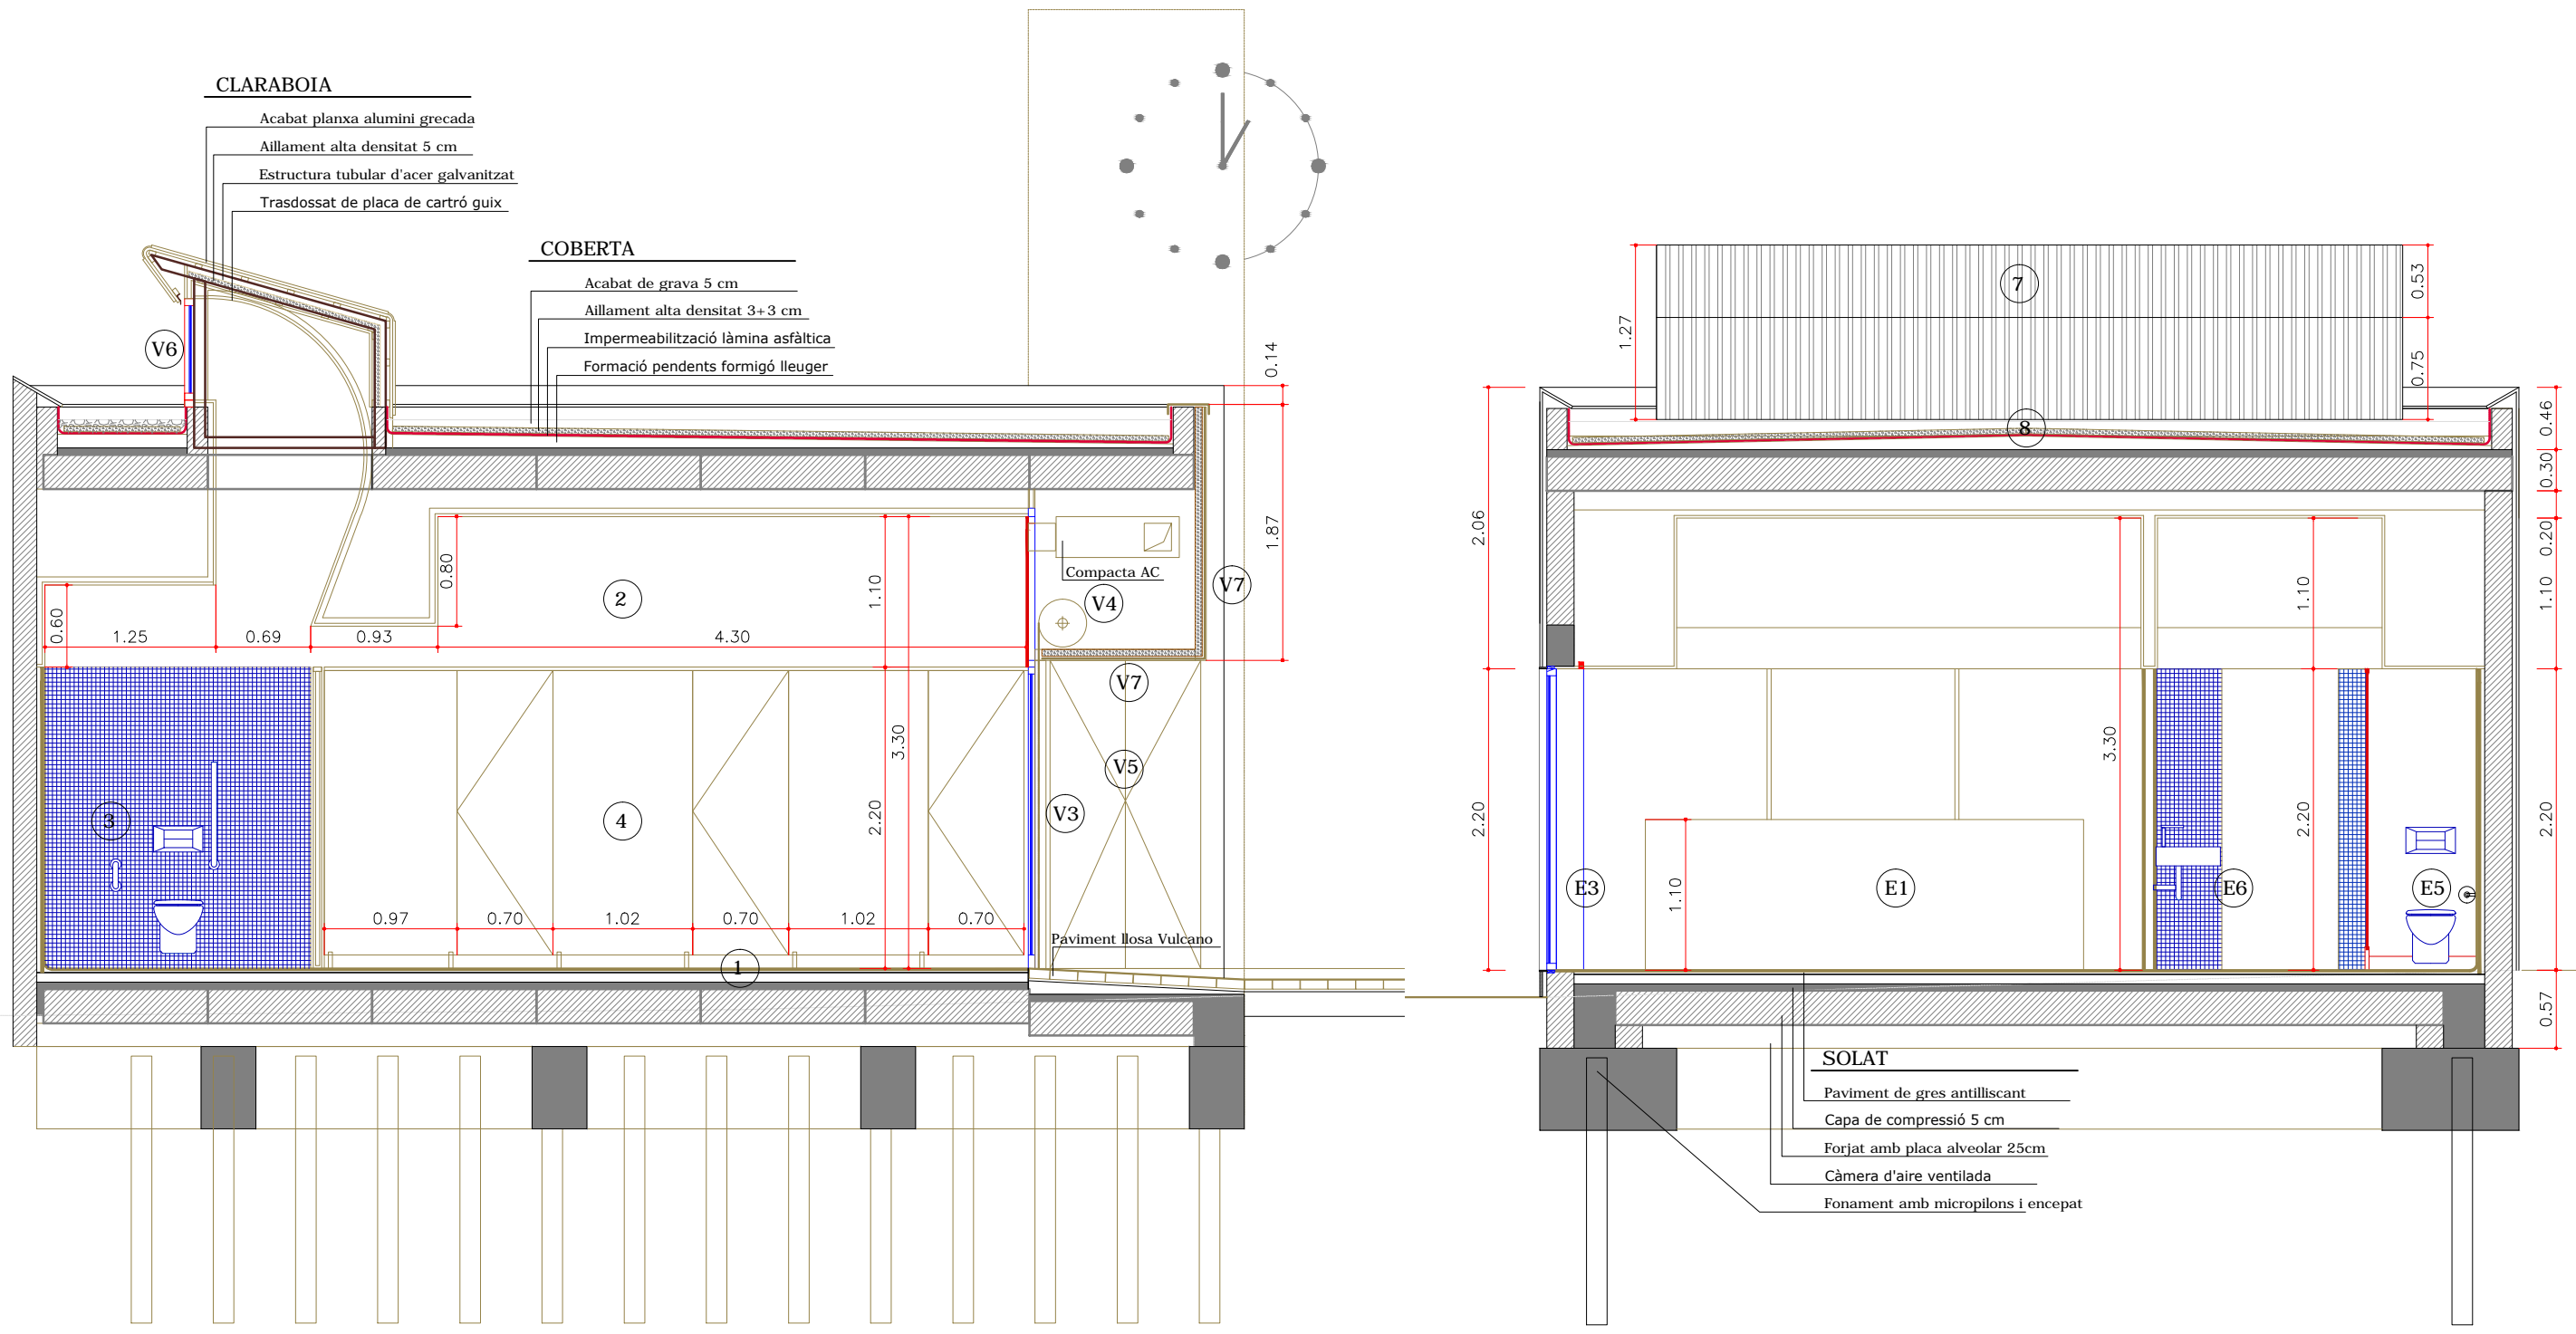 CLARABOIA
Acabat planxa alumini grecada
Aillament alta densitat 5 cm
Estructura tubular d'acer galvanitzat
Trasdossat de placa de cartró guix
COBERTA
Acabat de grava 5 cm
Aillament alta densitat 3+3 cm
Impermeabilització làmina asfàltica
Formació pendents formigó lleuger
V6
0.14
1.87
0.80
1.10
Compacta AC
V4
V7
2
0.60
1.25
0.69
0.93
4.30
V7
3.30
2.20
V5
V3
3
4
0.97
0.70
1.02
0.70
1.02
0.70
Paviment llosa Vulcano
1
7
0.53
1.27
0.75
8
0.46
0.30
2.06
0.20
1.10
1.10
3.30
2.20
2.20
2.20
E3
1.10
E1
E6
E5
0.57
SOLAT
Paviment de gres antilliscant
Capa de compressió 5 cm
Forjat amb placa alveolar 25cm
Càmera d'aire ventilada
Fonament amb micropilons i encepat